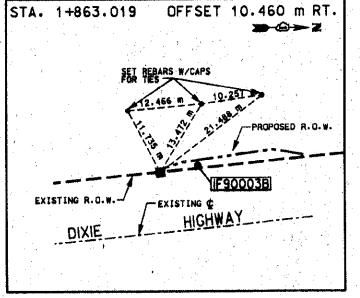 STA. 1+863.019 OFFSET 10.460 m RT.
N
SET REBARS W/CAPS
FOR TIES
12.466 m
10.251
11.735 m
13.472 m
21.488 m
PROPOSED R.O.W.
IF90003B
EXISTING R.O.W.
EXISTING ℄
DIXIE HIGHWAY